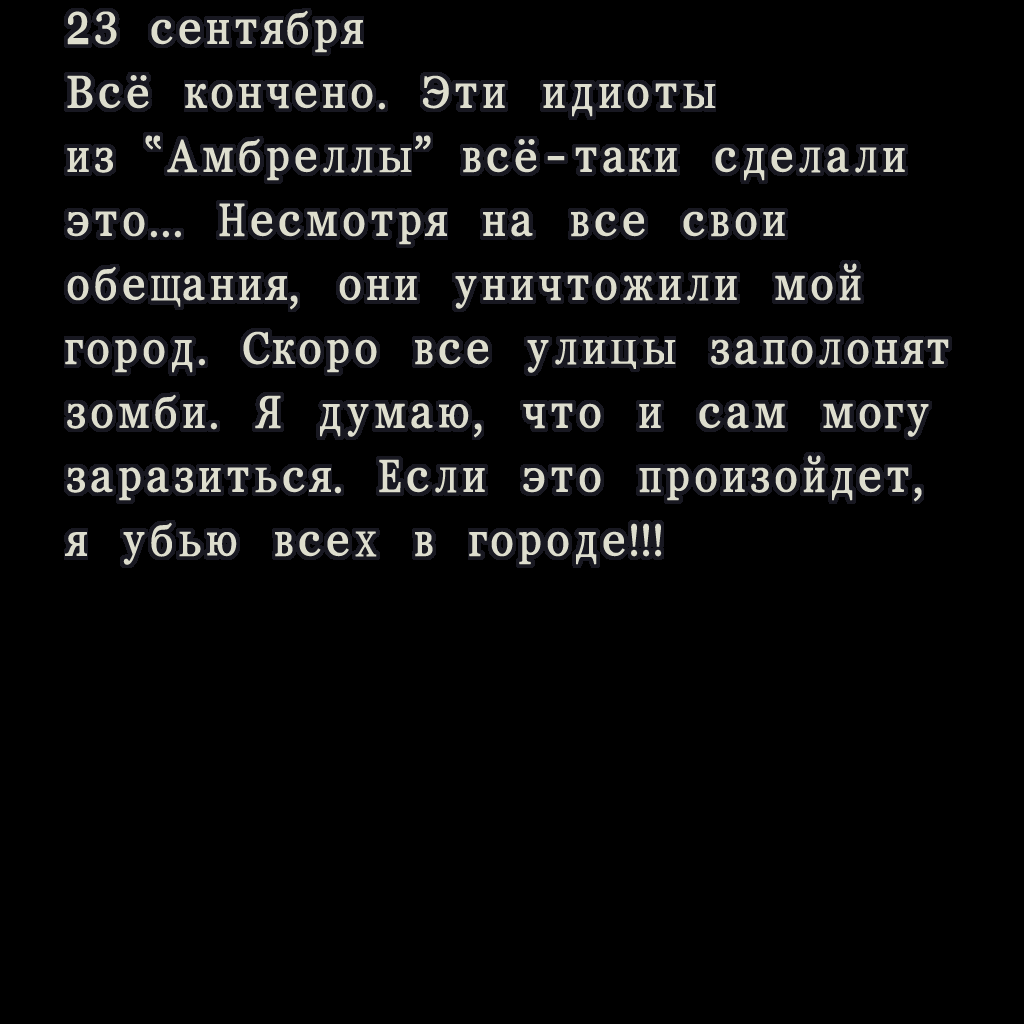 23 сентября
Всё кончено. Эти идиоты
из “Амбреллы” всё-таки сделали
это... Несмотря на все свои
обещания, они уничтожили мой
город. Скоро все улицы заполонят
зомби. Я думаю, что и сам могу
заразиться. Если это произойдет,
я убью всех в городе!!!